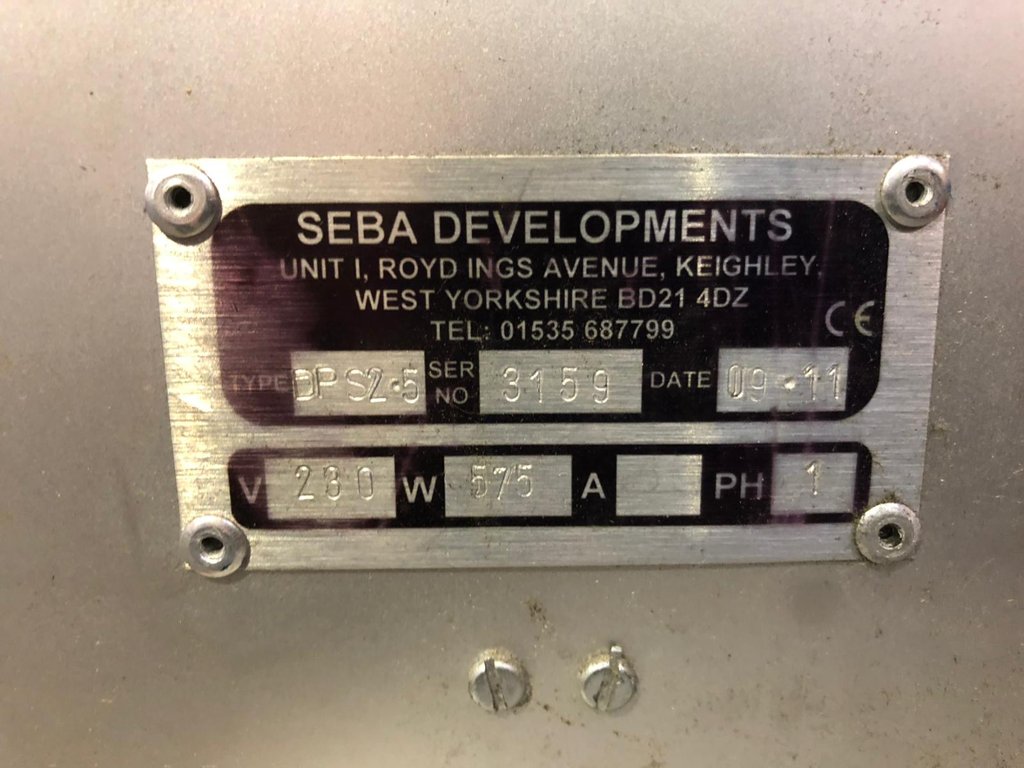 SEBA DEVELOPMENTS
UNIT I, ROYD INGS AVENUE, KEIGHLEY,
WEST YORKSHIRE BD21 4DZ
TEL: 01535 687799
CE
TYPE DPS2.5 SER NO 3159 DATE 09.11
V 230 W 575 A PH 1